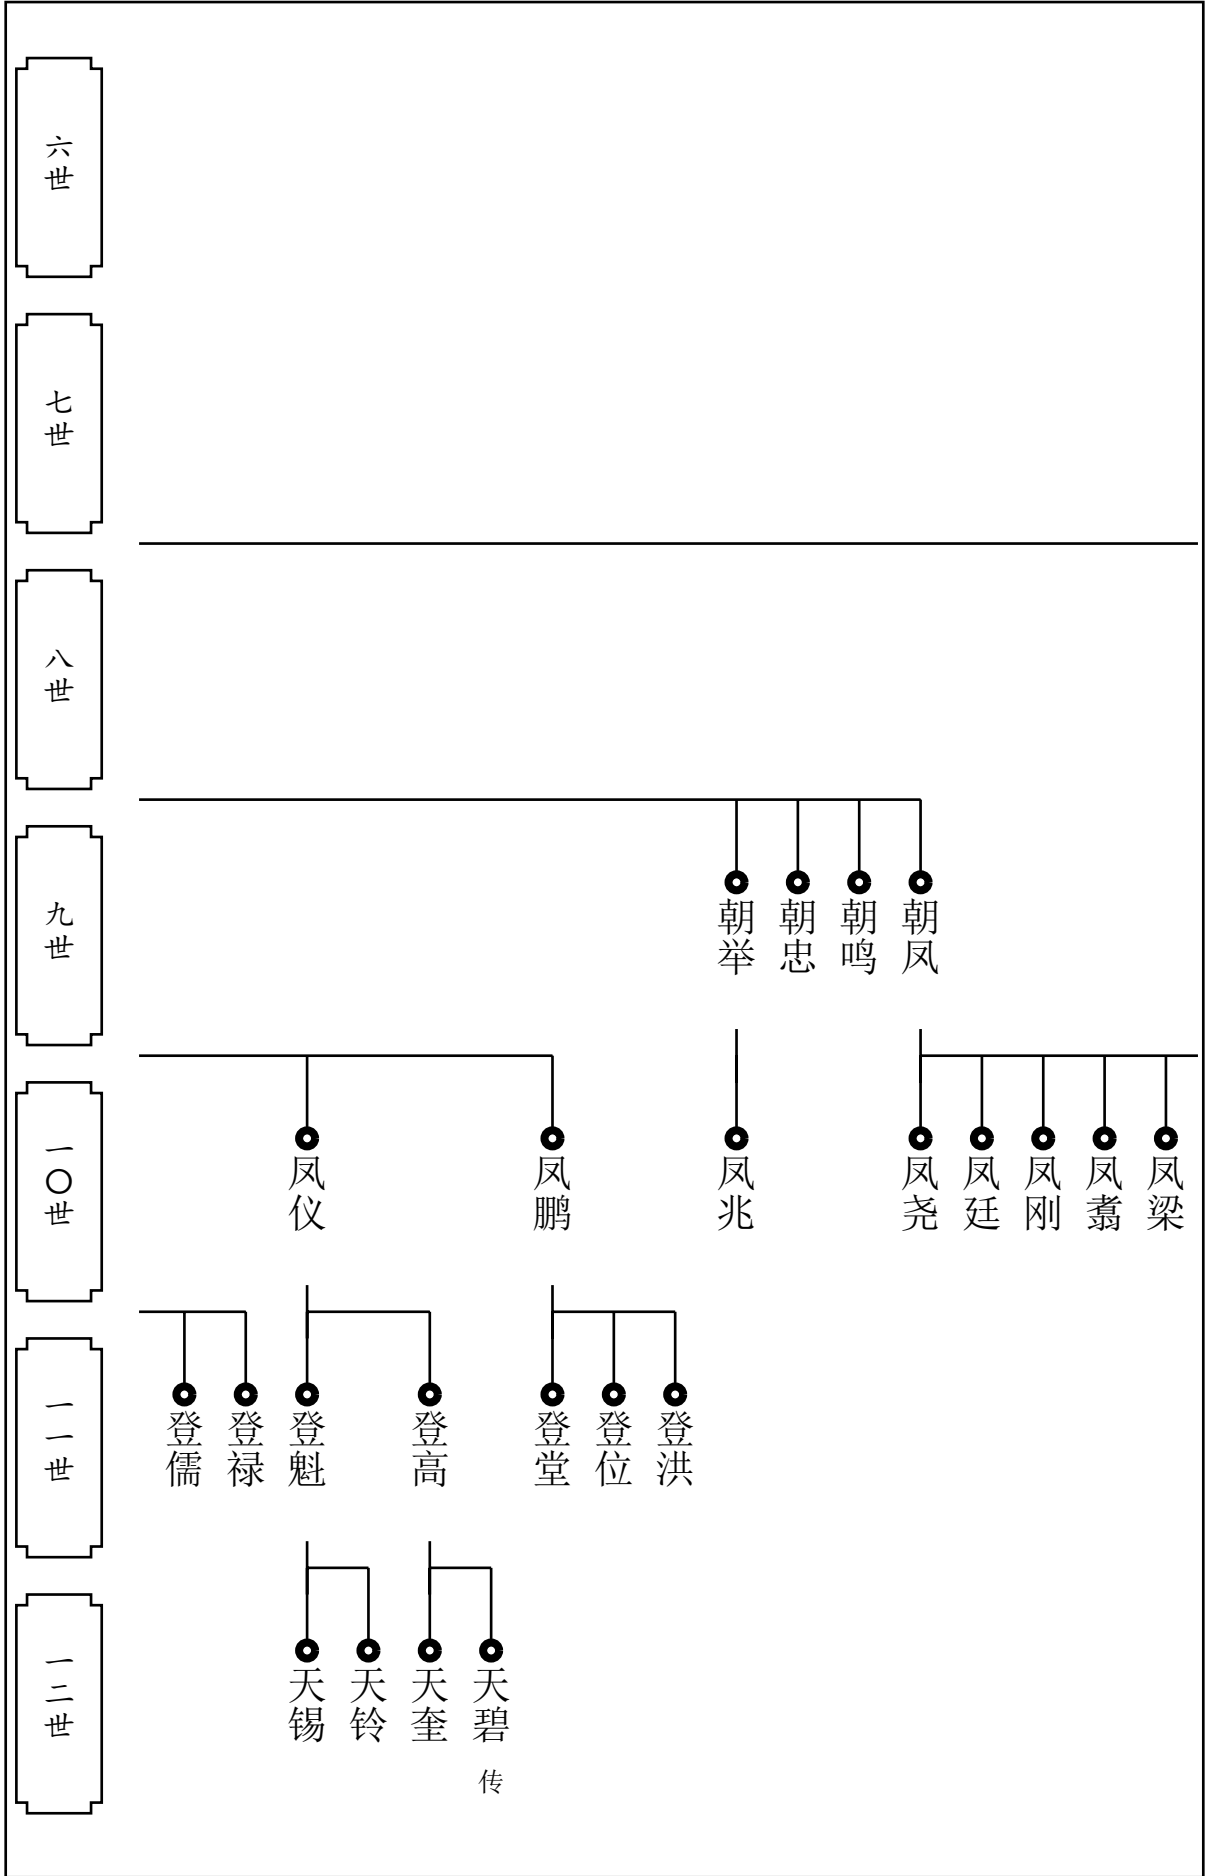 六世
七世
八世
九世
朝举
朝忠
朝鸣
朝凤
一〇世
凤仪
凤鹏
凤兆
凤尧
凤廷
凤刚
凤翥
凤梁
一一世
登儒
登禄
登魁
登高
登堂
登位
登洪
一二世
天锡
天铃
天奎
天碧
传